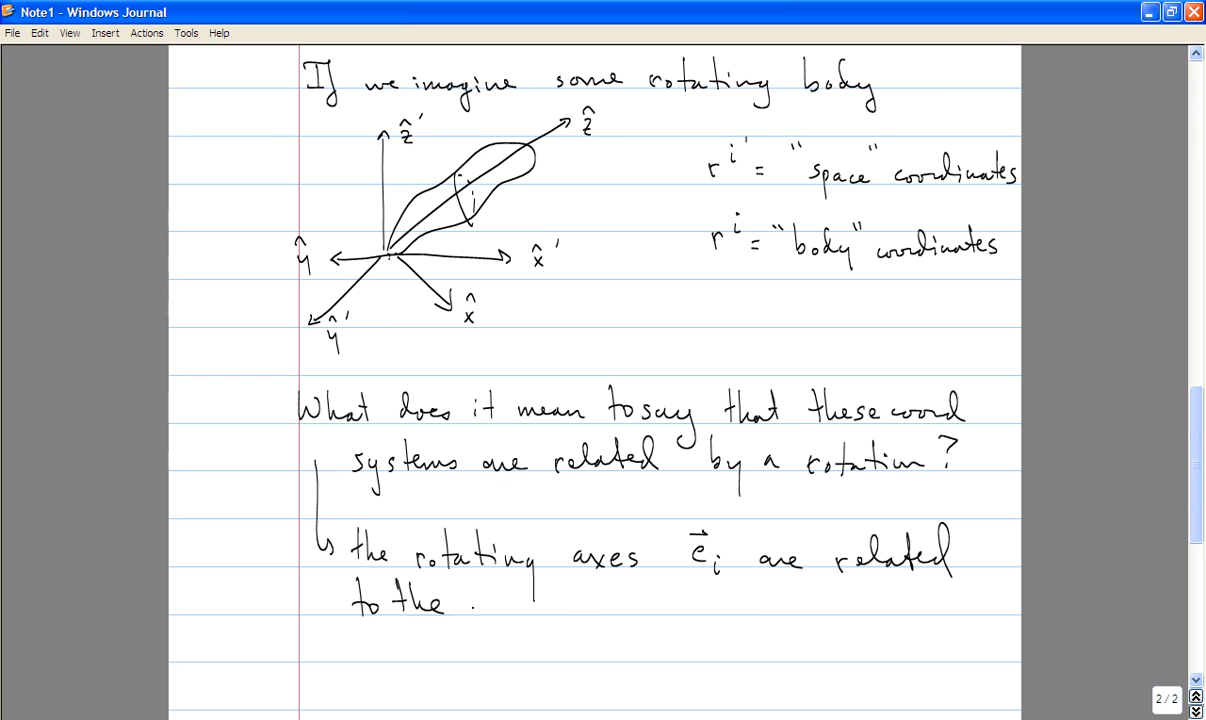 Note1 - Windows Journal
File Edit View Insert Actions Tools Help
If we imagine some rotating body
ẑ'
ẑ
r^i' = "space" coordinates
r^i = "body" coordinates
ŷ
x̂'
x̂
ŷ'
What does it mean to say that these coord
systems are related by a rotation?
↳ the rotating axes e⃗_i are related
to the .
2 / 2